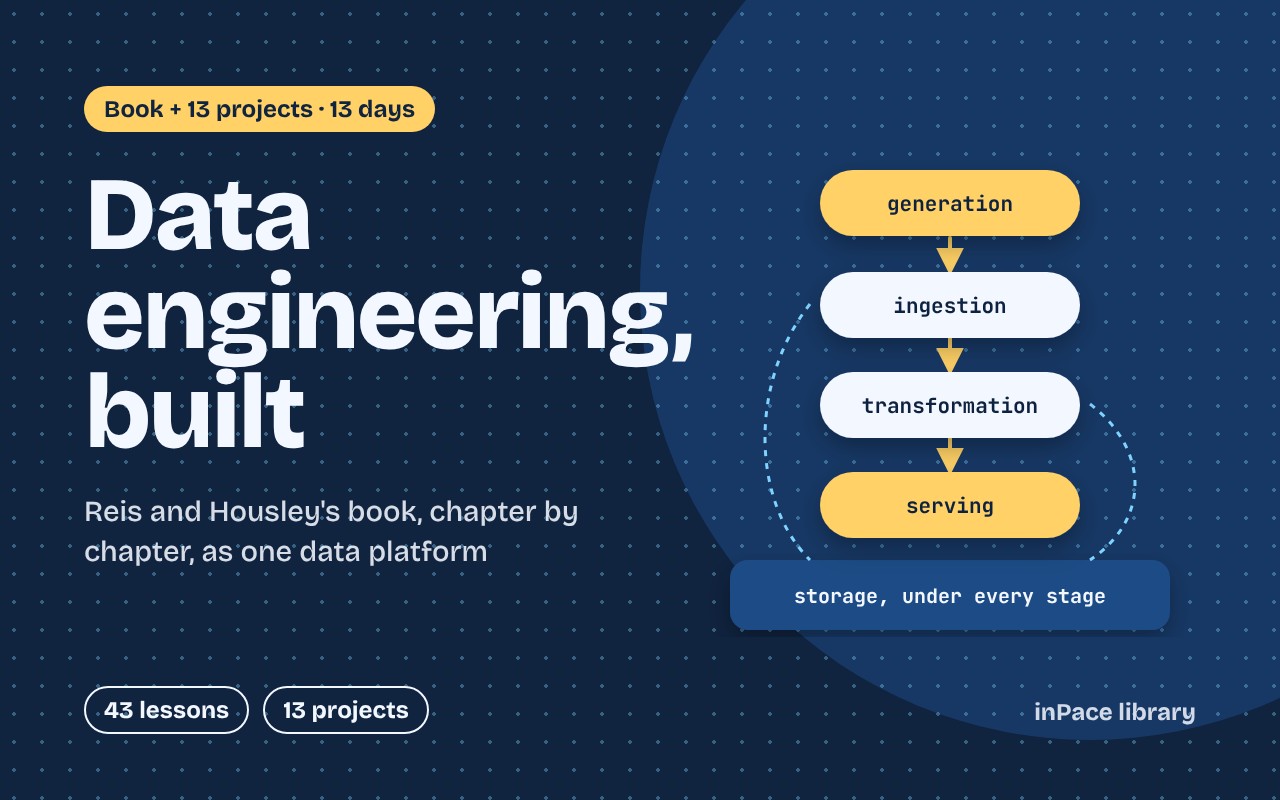 Book + 13 projects · 13 days
Data
engineering,
built
Reis and Housley's book, chapter by
chapter, as one data platform
43 lessons
13 projects
generation
ingestion
transformation
serving
storage, under every stage
inPace library